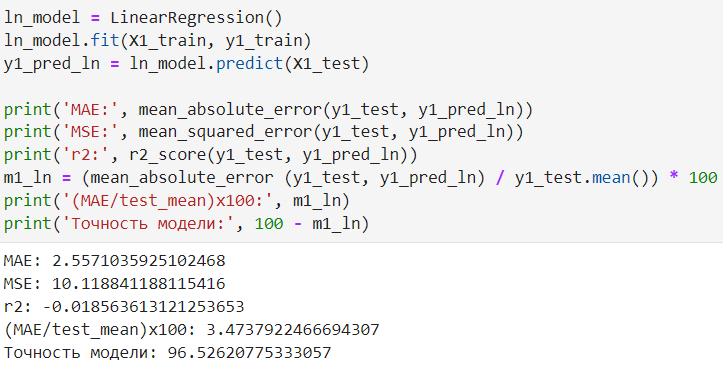 ln_model = LinearRegression()
ln_model.fit(X1_train, y1_train)
y1_pred_ln = ln_model.predict(X1_test)
print('MAE:', mean_absolute_error(y1_test, y1_pred_ln))
print('MSE:', mean_squared_error(y1_test, y1_pred_ln))
print('r2:', r2_score(y1_test, y1_pred_ln))
m1_ln = (mean_absolute_error (y1_test, y1_pred_ln) / y1_test.mean()) * 100
print('(MAE/test_mean)x100:', m1_ln)
print('Точность модели:', 100 - m1_ln)
MAE: 2.5571035925102468
MSE: 10.118841188115416
r2: -0.018563613121253653
(MAE/test_mean)x100: 3.4737922466694307
Точность модели: 96.52620775333057